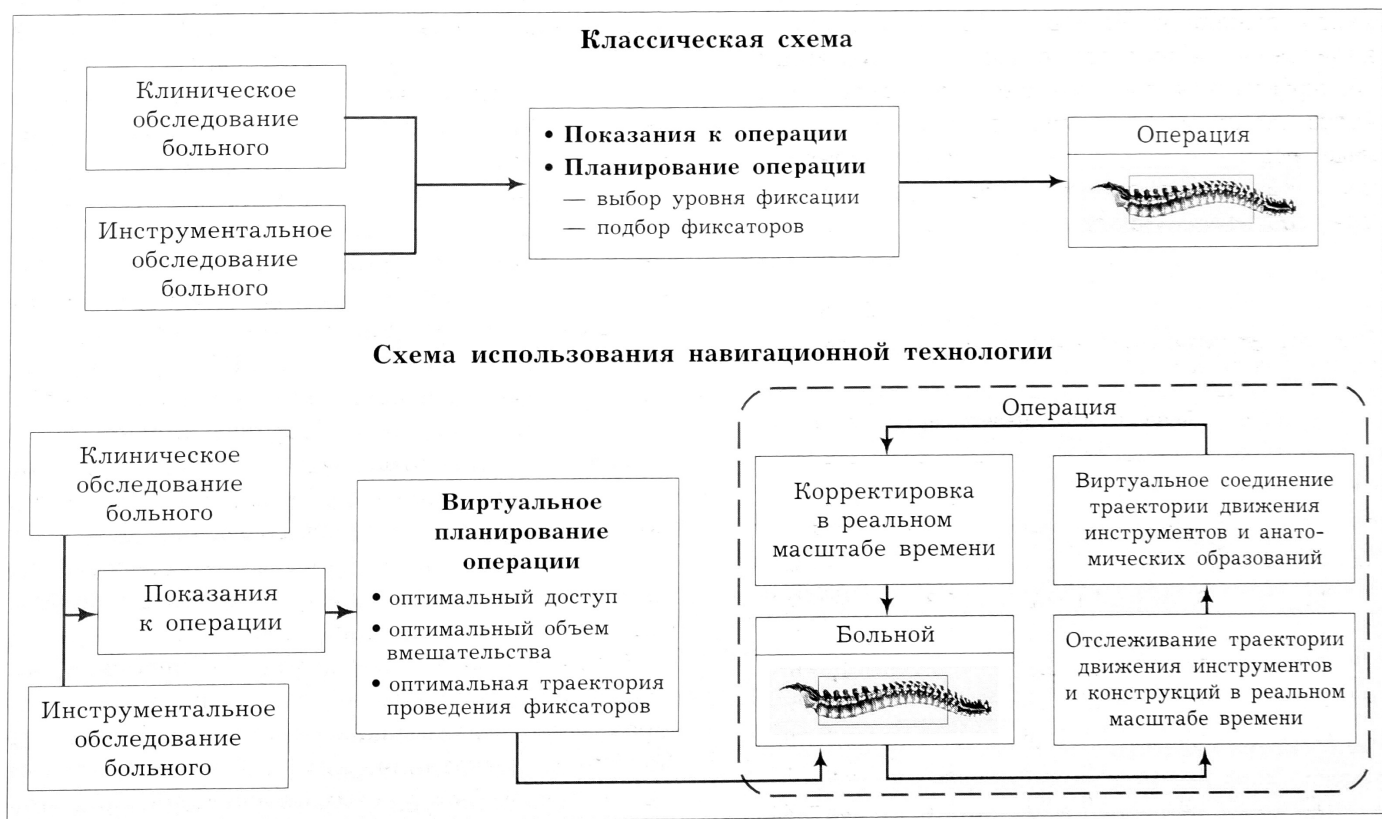 Классическая схема
Клиническое
обследование
больного
Инструментальное
обследование
больного
• Показания к операции
• Планирование операции
— выбор уровня фиксации
— подбор фиксаторов
Операция
Схема использования навигационной технологии
Клиническое
обследование
больного
Инструментальное
обследование
больного
Показания
к операции
Виртуальное
планирование
операции
• оптимальный доступ
• оптимальный объем
вмешательства
• оптимальная траектория
проведения фиксаторов
Операция
Корректировка
в реальном
масштабе времени
Больной
Отслеживание траектории
движения инструментов
и конструкций в реальном
масштабе времени
Виртуальное соединение
траектории движения
инструментов и анато-
мических образований